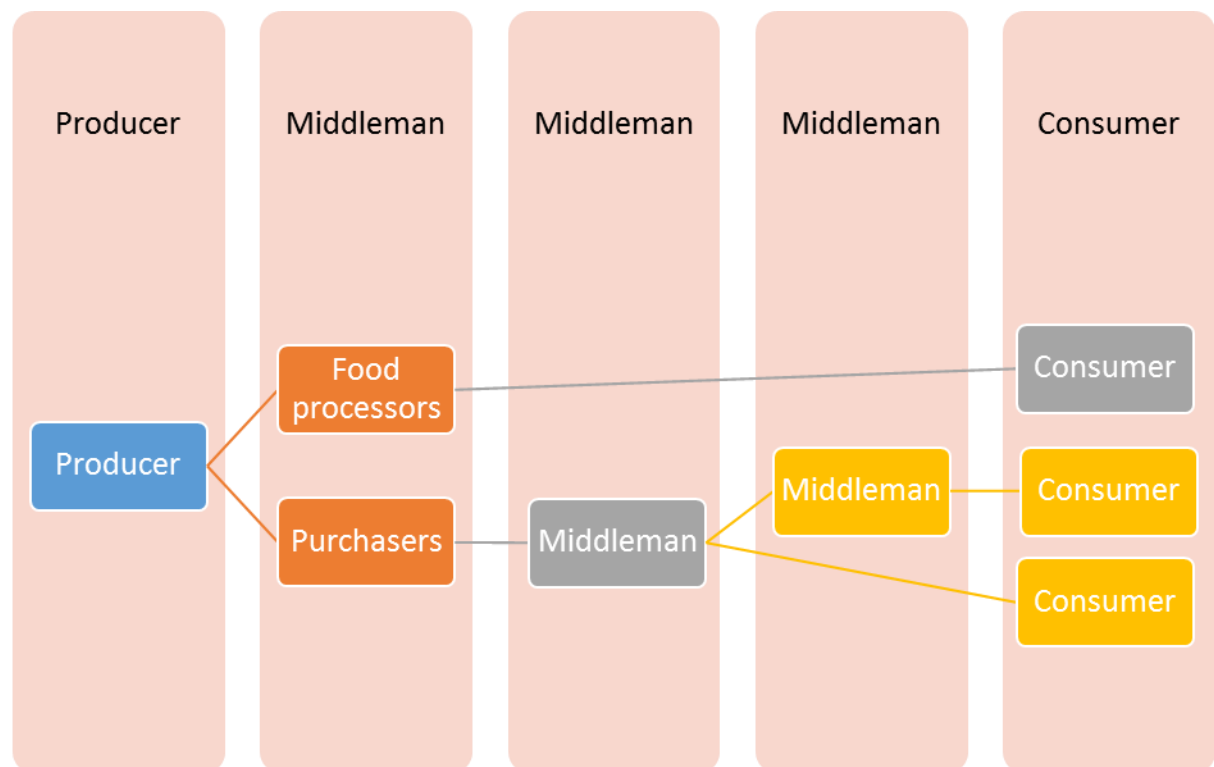 Producer
Middleman
Middleman
Middleman
Consumer
Food
processors
Consumer
Producer
Middleman
Consumer
Purchasers
Middleman
Consumer